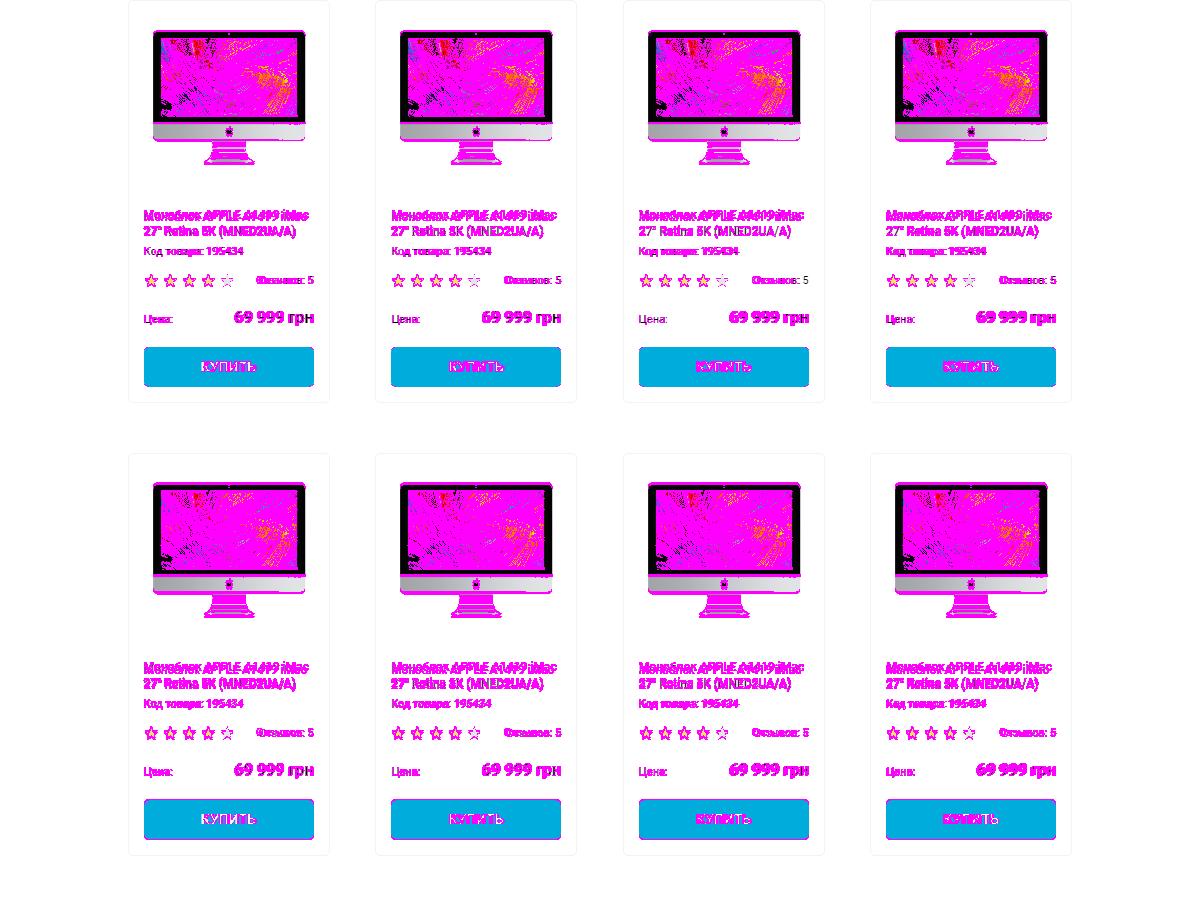 Моноблок APPLE A1419 iMac
27" Retina 5K (MNED2UA/A)
Код товара: 195434
Отзывов: 5
Цена: 69 999 грн
КУПИТЬ
Моноблок APPLE A1419 iMac
27" Retina 5K (MNED2UA/A)
Код товара: 195434
Отзывов: 5
Цена: 69 999 грн
КУПИТЬ
Моноблок APPLE A1419 iMac
27" Retina 5K (MNED2UA/A)
Код товара: 195434
Отзывов: 5
Цена: 69 999 грн
КУПИТЬ
Моноблок APPLE A1419 iMac
27" Retina 5K (MNED2UA/A)
Код товара: 195434
Отзывов: 5
Цена: 69 999 грн
КУПИТЬ
Моноблок APPLE A1419 iMac
27" Retina 5K (MNED2UA/A)
Код товара: 195434
Отзывов: 5
Цена: 69 999 грн
КУПИТЬ
Моноблок APPLE A1419 iMac
27" Retina 5K (MNED2UA/A)
Код товара: 195434
Отзывов: 5
Цена: 69 999 грн
КУПИТЬ
Моноблок APPLE A1419 iMac
27" Retina 5K (MNED2UA/A)
Код товара: 195434
Отзывов: 5
Цена: 69 999 грн
КУПИТЬ
Моноблок APPLE A1419 iMac
27" Retina 5K (MNED2UA/A)
Код товара: 195434
Отзывов: 5
Цена: 69 999 грн
КУПИТЬ